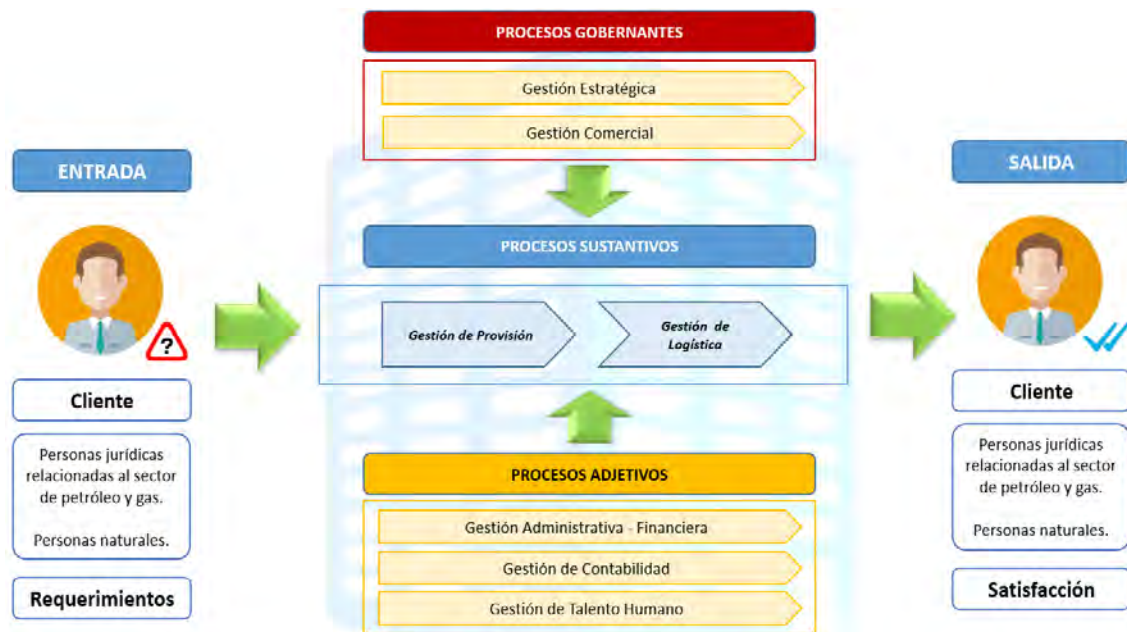 PROCESOS GOBERNANTES
Gestión Estratégica
Gestión Comercial
ENTRADA
?
Cliente
Personas jurídicas
relacionadas al sector
de petróleo y gas.
Personas naturales.
Requerimientos
PROCESOS SUSTANTIVOS
Gestión de Provisión
Gestión de
Logística
PROCESOS ADJETIVOS
Gestión Administrativa - Financiera
Gestión de Contabilidad
Gestión de Talento Humano
SALIDA
Cliente
Personas jurídicas
relacionadas al sector
de petróleo y gas.
Personas naturales.
Satisfacción